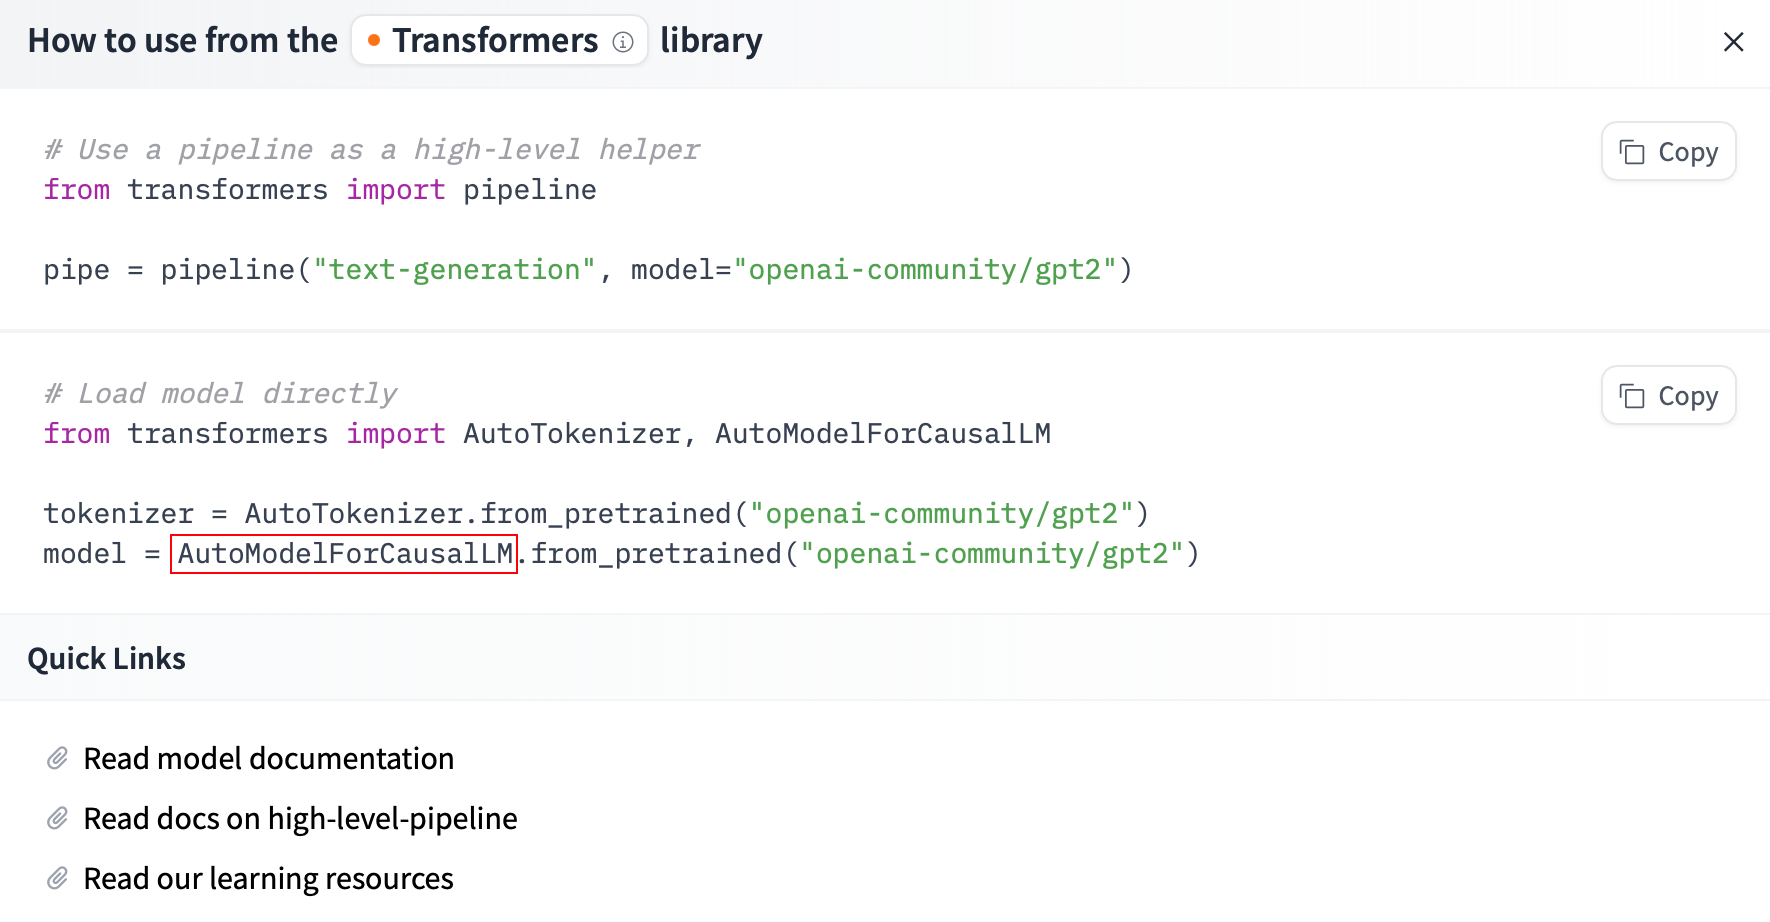 How to use from the Transformers library
# Use a pipeline as a high-level helper
Copy
from transformers import pipeline
pipe = pipeline("text-generation", model="openai-community/gpt2")
# Load model directly
Copy
from transformers import AutoTokenizer, AutoModelForCausalLM
tokenizer = AutoTokenizer.from_pretrained("openai-community/gpt2")
model = AutoModelForCausalLM.from_pretrained("openai-community/gpt2")
Quick Links
Read model documentation
Read docs on high-level-pipeline
Read our learning resources